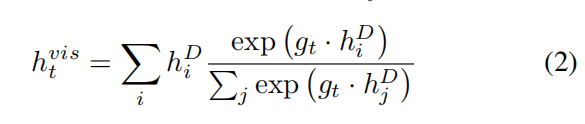 h_t^{vis} = \sum_i h_i^D \frac{\exp(g_t \cdot h_i^D)}{\sum_j \exp(g_t \cdot h_j^D)} (2)